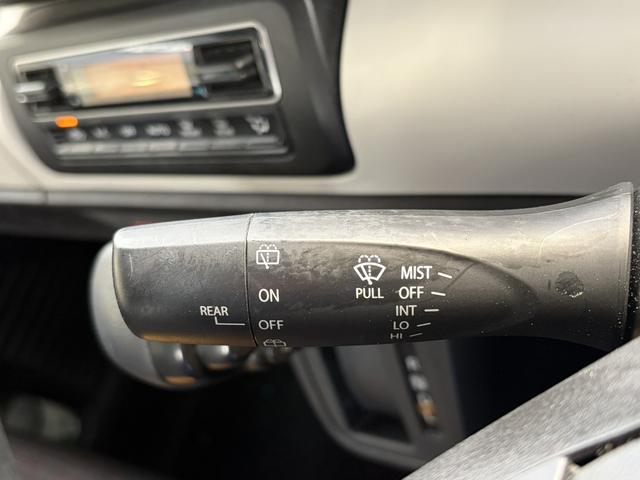 MIST
ON
PULL
OFF
REAR
INT
OFF
LO
HI